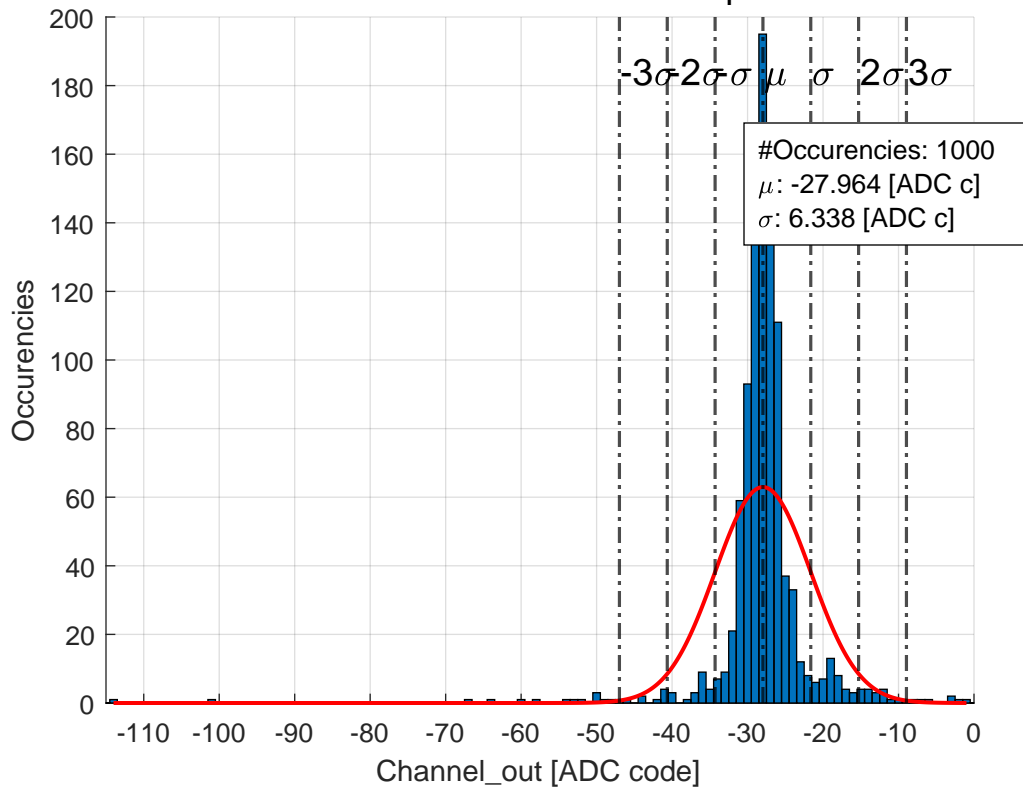 200
180
160
140
120
100
80
60
40
20
0
Occurencies
-3σ -2σ -σ μ σ 2σ 3σ
#Occurencies: 1000
μ: -27.964 [ADC c]
σ: 6.338 [ADC c]
-110 -100 -90 -80 -70 -60 -50 -40 -30 -20 -10 0
Channel_out [ADC code]